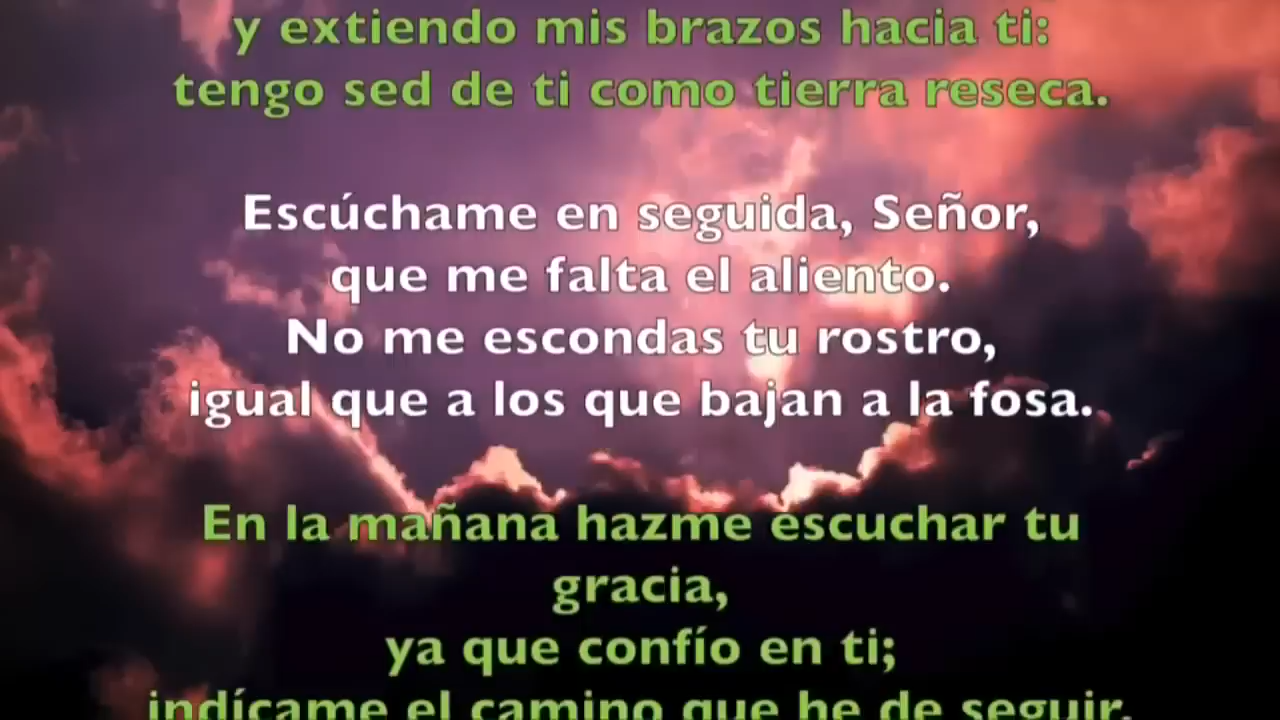 y extiendo mis brazos hacia ti:
tengo sed de ti como tierra reseca.
Escúchame en seguida, Señor,
que me falta el aliento.
No me escondas tu rostro,
igual que a los que bajan a la fosa.
En la mañana hazme escuchar tu
gracia,
ya que confío en ti;
indícame el camino que he de seguir,